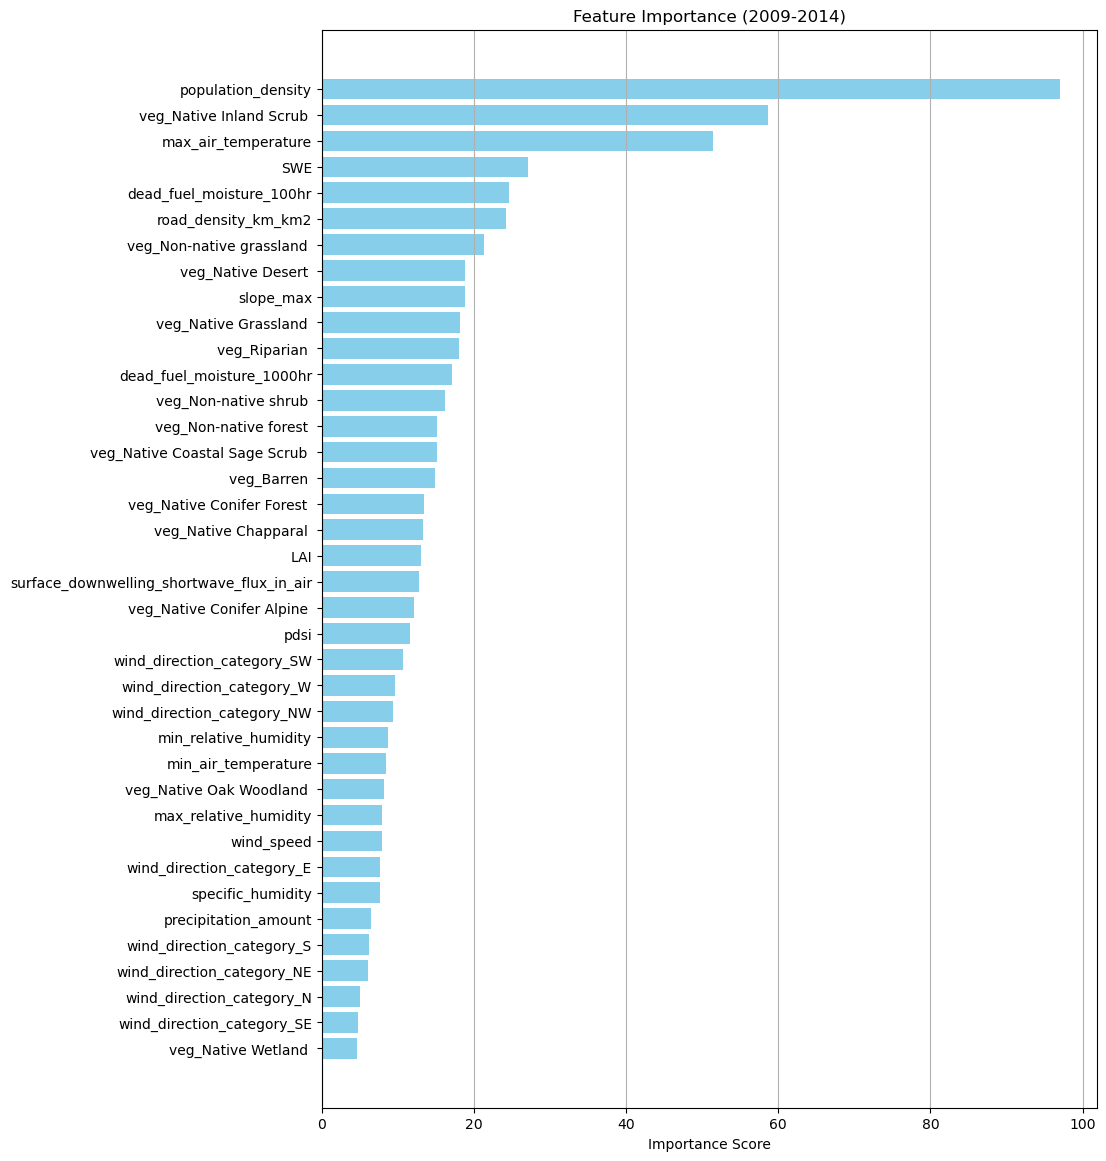 Feature Importance (2009-2014)
population_density
veg_Native Inland Scrub
max_air_temperature
SWE
dead_fuel_moisture_100hr
road_density_km_km2
veg_Non-native grassland
veg_Native Desert
slope_max
veg_Native Grassland
veg_Riparian
dead_fuel_moisture_1000hr
veg_Non-native shrub
veg_Non-native forest
veg_Native Coastal Sage Scrub
veg_Barren
veg_Native Conifer Forest
veg_Native Chapparal
LAI
surface_downwelling_shortwave_flux_in_air
veg_Native Conifer Alpine
pdsi
wind_direction_category_SW
wind_direction_category_W
wind_direction_category_NW
min_relative_humidity
min_air_temperature
veg_Native Oak Woodland
max_relative_humidity
wind_speed
wind_direction_category_E
specific_humidity
precipitation_amount
wind_direction_category_S
wind_direction_category_NE
wind_direction_category_N
wind_direction_category_SE
veg_Native Wetland
0 20 40 60 80 100
Importance Score